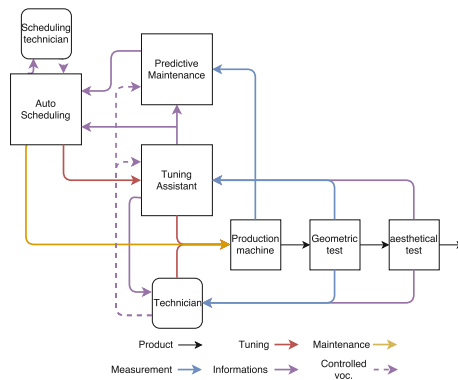 Scheduling
technician
Predictive
Maintenance
Auto
Scheduling
Tuning
Assistant
Production
machine
Geometric
test
aesthetical
test
Technician
Product
Tuning
Maintenance
Measurement
Informations
Controlled
voc.